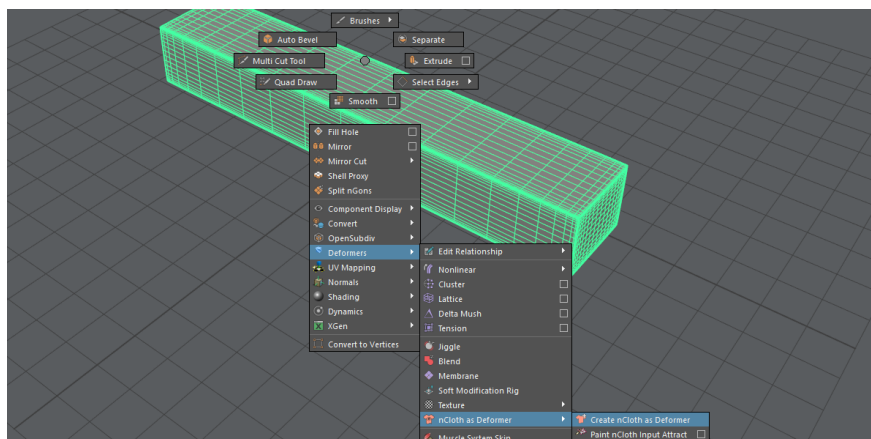 Brushes
Auto Bevel
Separate
Multi Cut Tool
Extrude
Quad Draw
Select Edges
Smooth
Fill Hole
Mirror
Mirror Cut
Shell Proxy
Split nGons
Component Display
Convert
OpenSubdiv
Deformers
UV Mapping
Normals
Shading
Dynamics
XGen
Convert to Vertices
Edit Relationship
Nonlinear
Cluster
Lattice
Delta Mush
Tension
Jiggle
Blend
Membrane
Soft Modification Rig
Texture
nCloth as Deformer
Muscle System Skin
Create nCloth as Deformer
Paint nCloth Input Attract